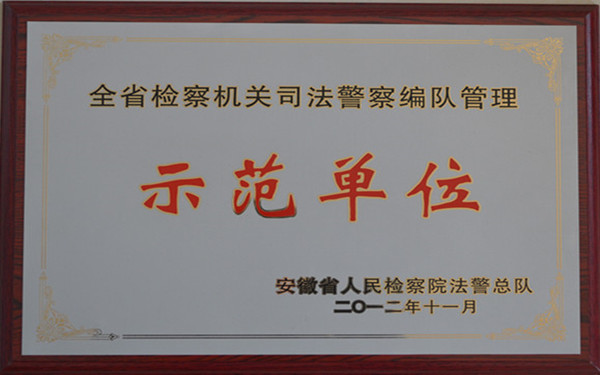 全省检察机关司法警察编队管理
示范单位
安徽省人民检察院法警总队
二〇一二年十一月